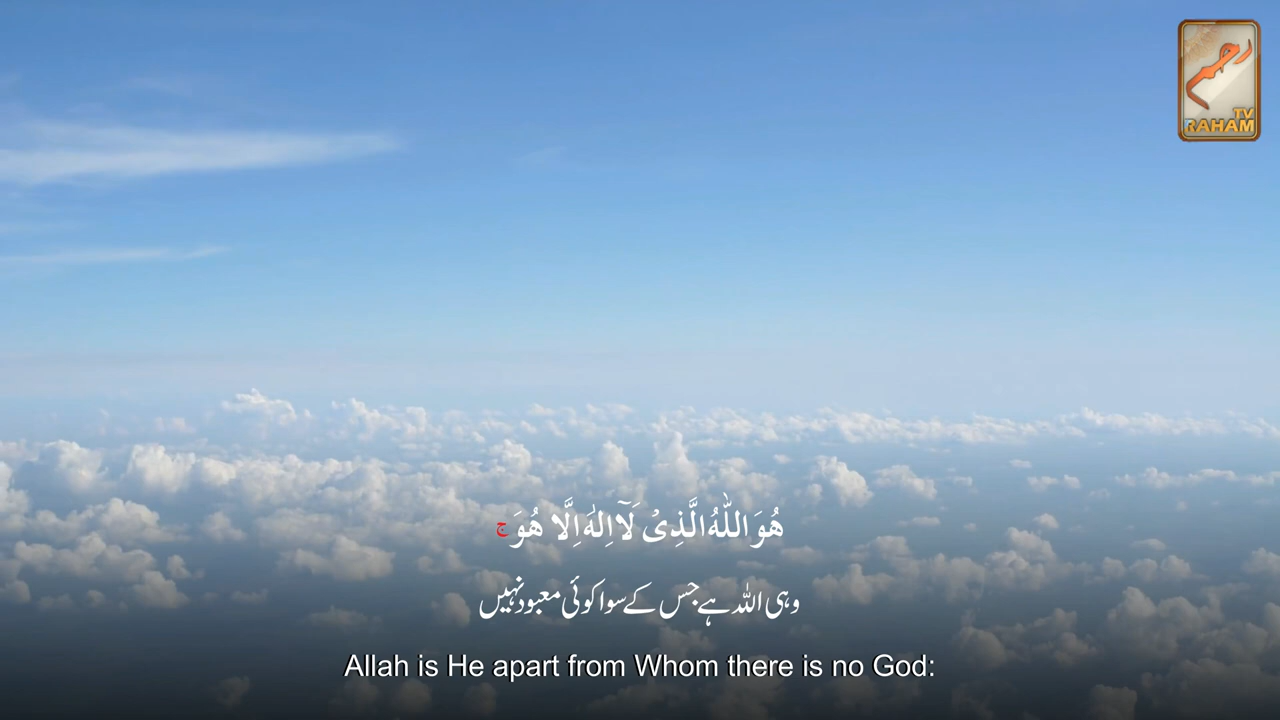 رحم
TV
RAHAM
هُوَ اللّٰهُ الَّذِیْ لَاۤ اِلٰهَ اِلَّا هُوَ ۚ
وہی اللہ ہے جس کے سوا کوئی معبود نہیں
Allah is He apart from Whom there is no God: